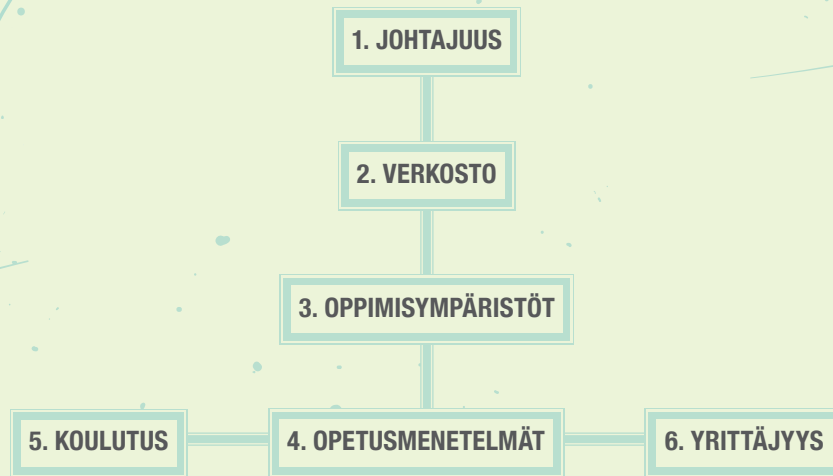 1. JOHTAJUUS
2. VERKOSTO
3. OPPIMISYMPÄRISTÖT
5. KOULUTUS
4. OPETUSMENETELMÄT
6. YRITTÄJYYS